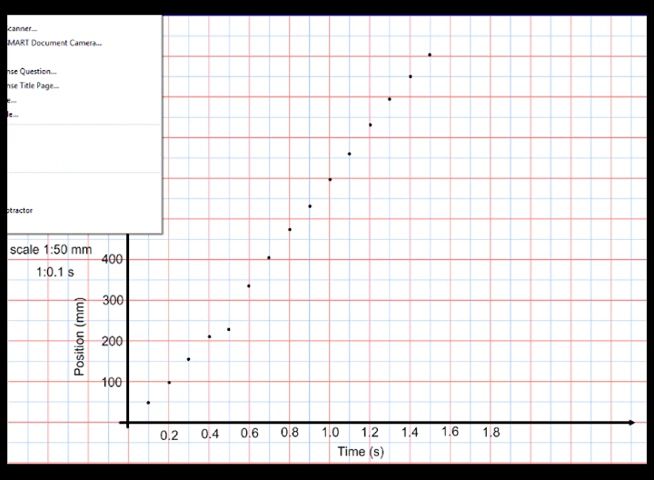 canner...
MART Document Camera...
nse Question...
nse Title Page...
e...
le...
otractor
scale 1:50 mm
1:0.1 s
400
300
200
100
Position (mm)
0.2 0.4 0.6 0.8 1.0 1.2 1.4 1.6 1.8
Time (s)